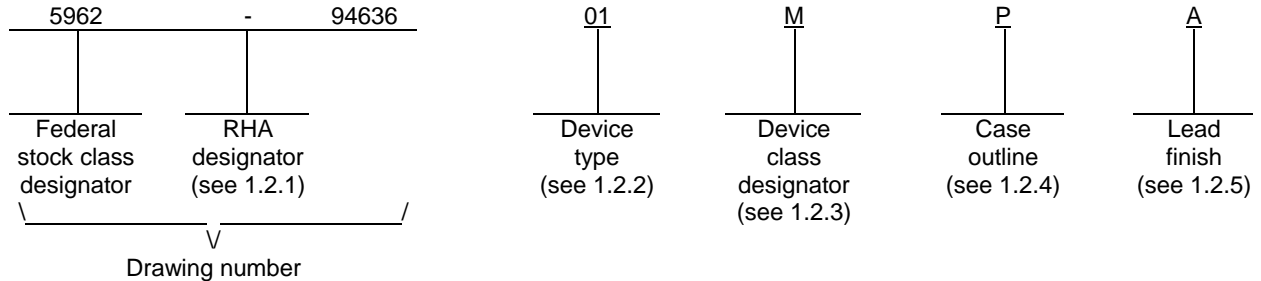 5962 - 94636 01 M P A
Federal stock class designator
RHA designator (see 1.2.1)
Device type (see 1.2.2)
Device class designator (see 1.2.3)
Case outline (see 1.2.4)
Lead finish (see 1.2.5)
\ /
\/
Drawing number